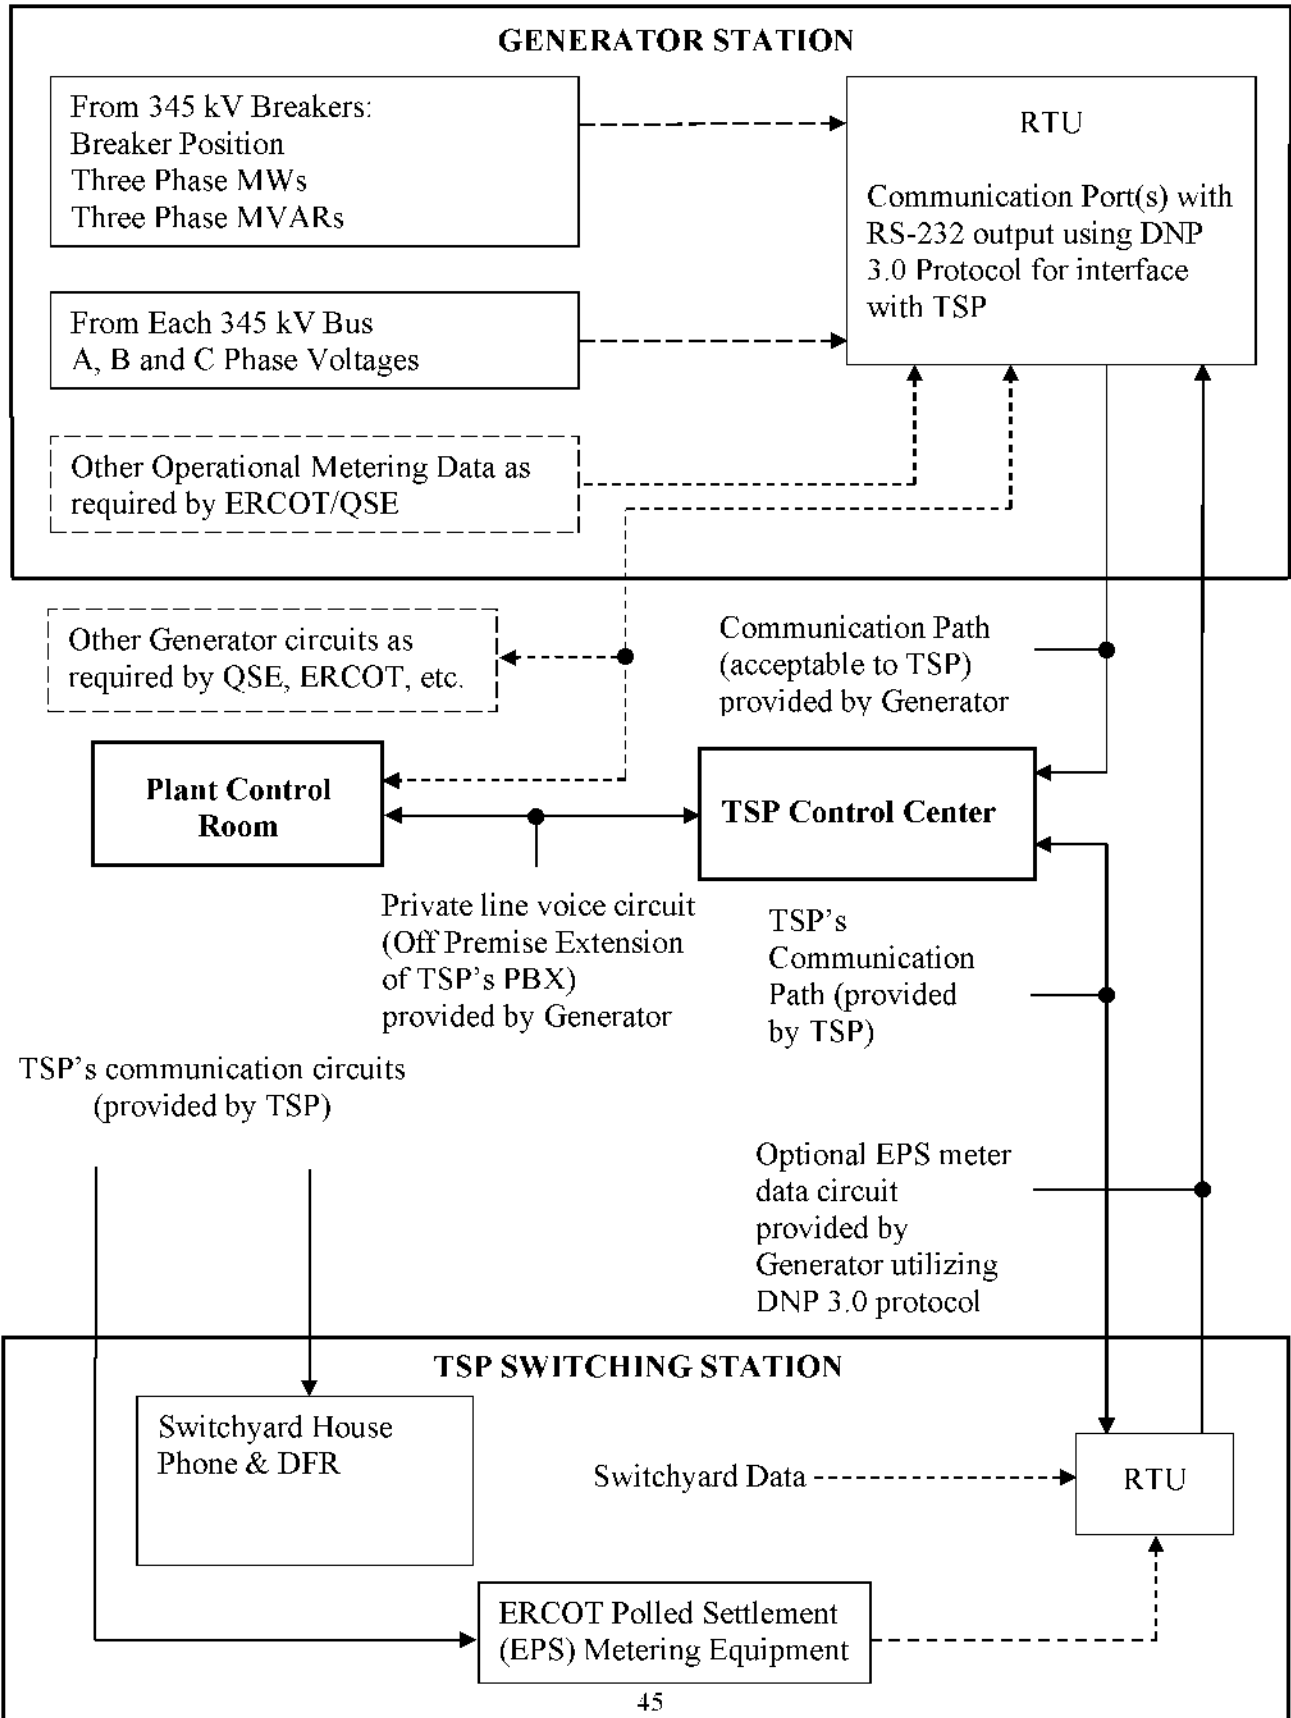 GENERATOR STATION
From 345 kV Breakers:
Breaker Position
Three Phase MWs
Three Phase MVARs
RTU
Communication Port(s) with
RS-232 output using DNP
3.0 Protocol for interface
with TSP
From Each 345 kV Bus
A, B and C Phase Voltages
Other Operational Metering Data as
required by ERCOT/QSE
Other Generator circuits as
required by QSE, ERCOT, etc.
Communication Path
(acceptable to TSP)
provided by Generator
Plant Control
Room
TSP Control Center
Private line voice circuit
(Off Premise Extension
of TSP's PBX)
provided by Generator
TSP's
Communication
Path (provided
by TSP)
TSP's communication circuits
(provided by TSP)
Optional EPS meter
data circuit
provided by
Generator utilizing
DNP 3.0 protocol
TSP SWITCHING STATION
Switchyard House
Phone & DFR
Switchyard Data
RTU
ERCOT Polled Settlement
(EPS) Metering Equipment
45